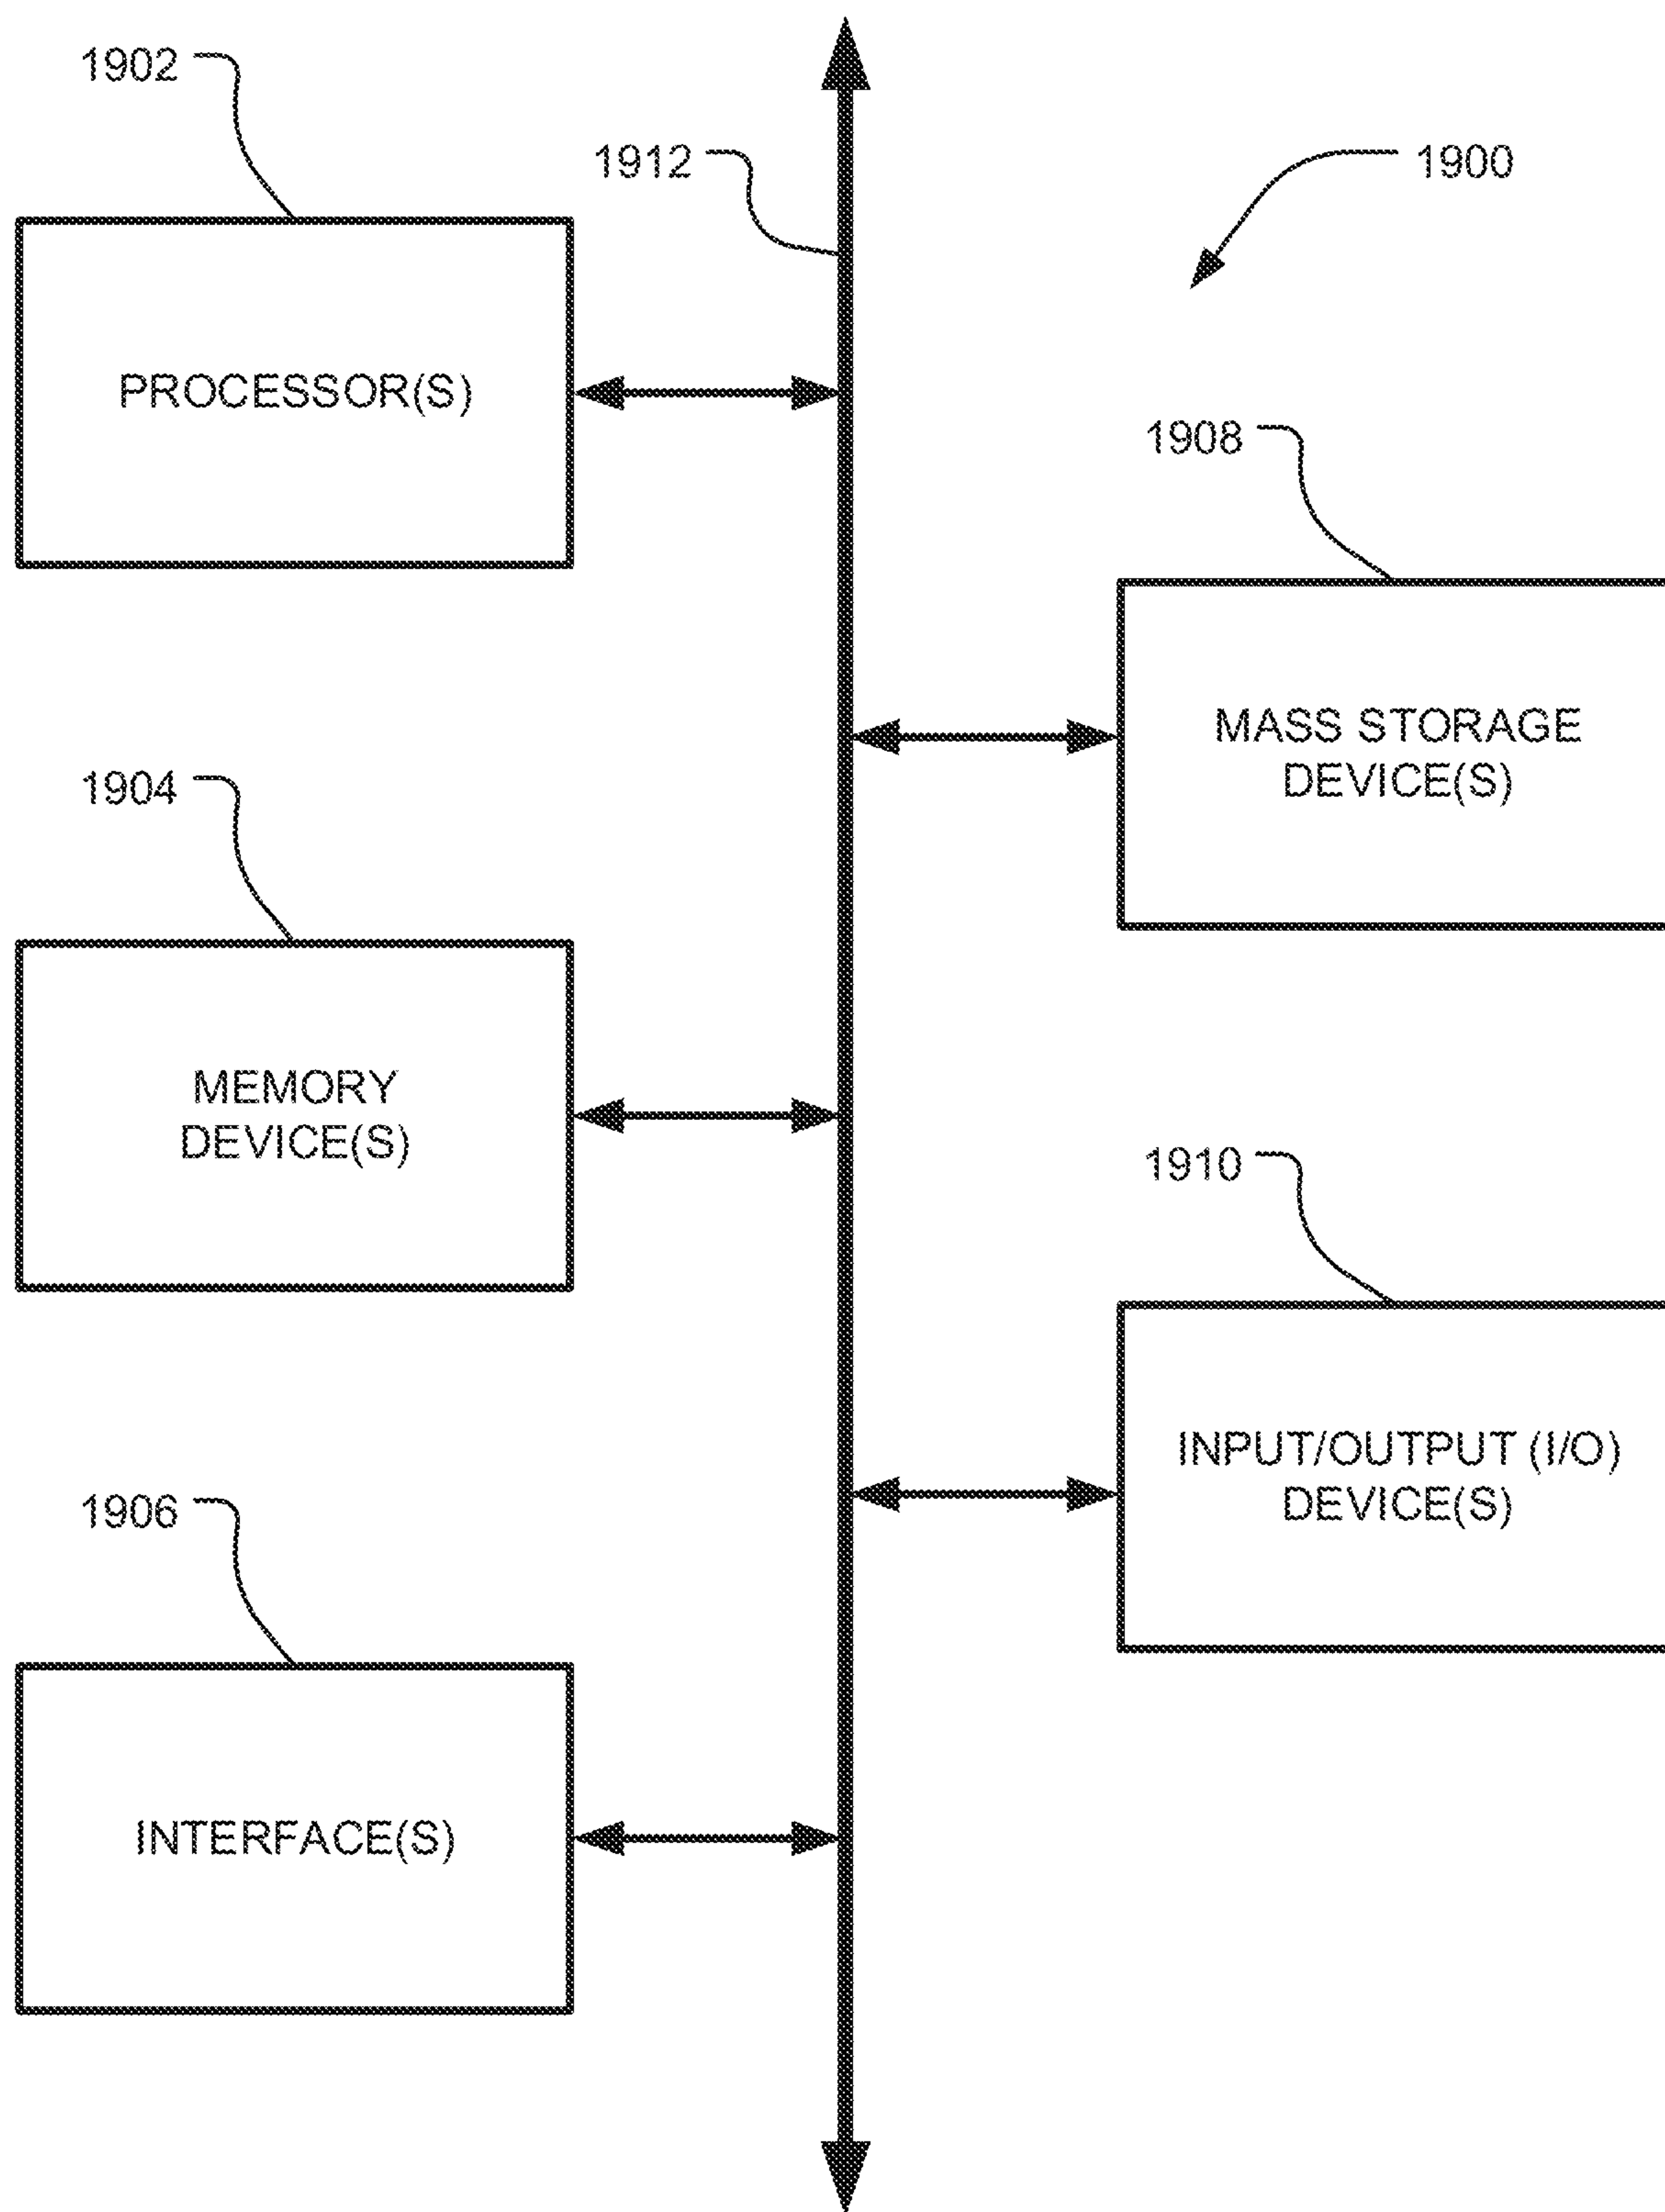 1902
1912
1900
PROCESSOR(S)
1908
MASS STORAGE
DEVICE(S)
1904
MEMORY
DEVICE(S)
1910
INPUT/OUTPUT (I/O)
DEVICE(S)
1906
INTERFACE(S)